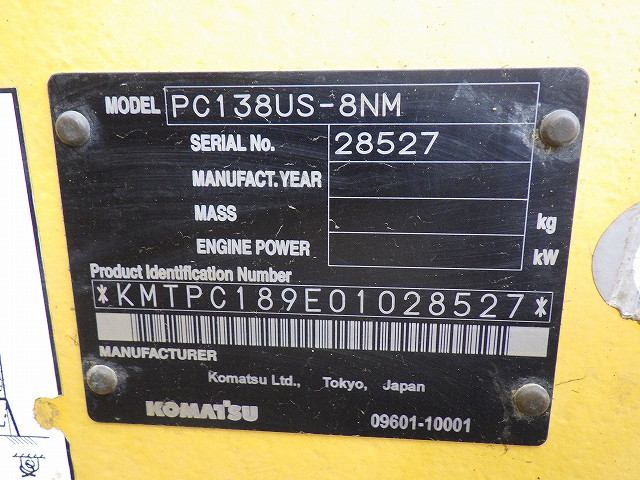 MODEL PC138US-8NM
SERIAL No. 28527
MANUFACT.YEAR
MASS kg
ENGINE POWER kW
Product Identification Number
*KMTPC189E01028527*
MANUFACTURER
Komatsu Ltd., Tokyo, Japan
KOMATSU 09601-10001